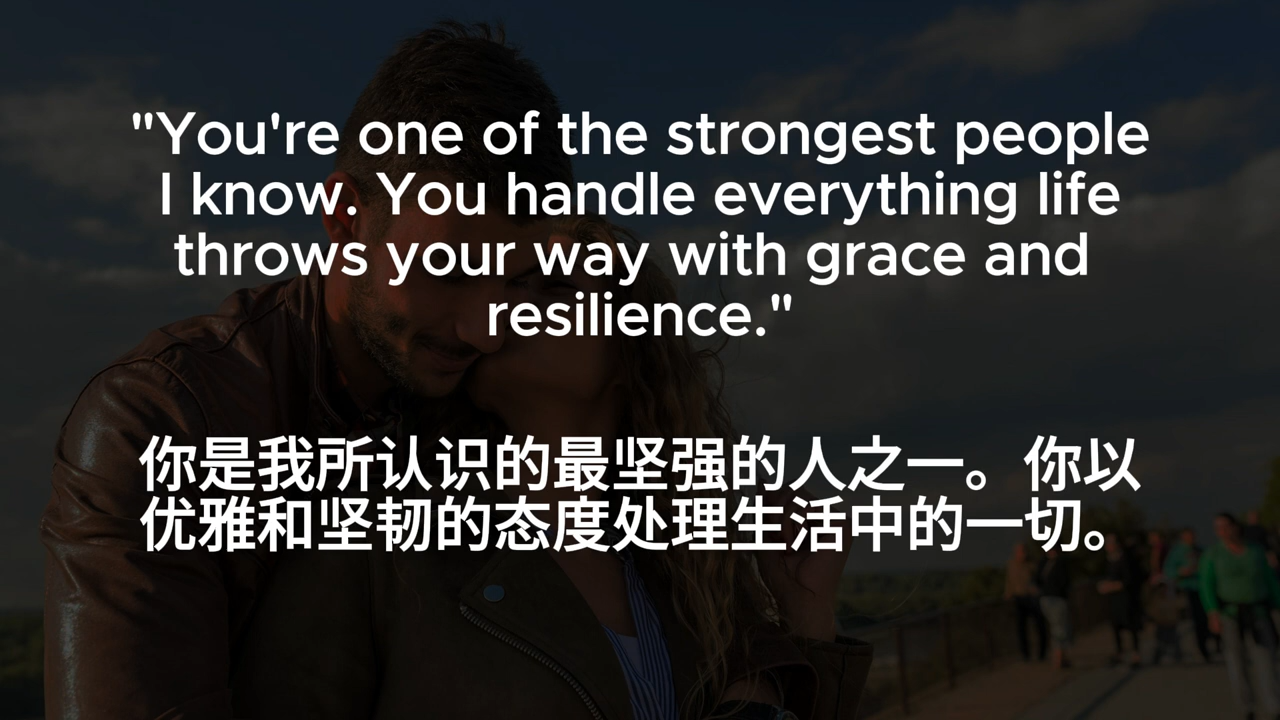 "You're one of the strongest people
I know. You handle everything life
throws your way with grace and
resilience."
你是我所认识的最坚强的人之一。你以
优雅和坚韧的态度处理生活中的一切。